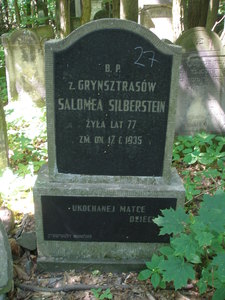 27
B. P.
Z. GRYNSZTRASÓW
SALOMEA SILBERSTEIN
ŻYŁA LAT 77
ZM. DN. 17. I. 1935
UKOCHANEJ MATCE
DZIECI